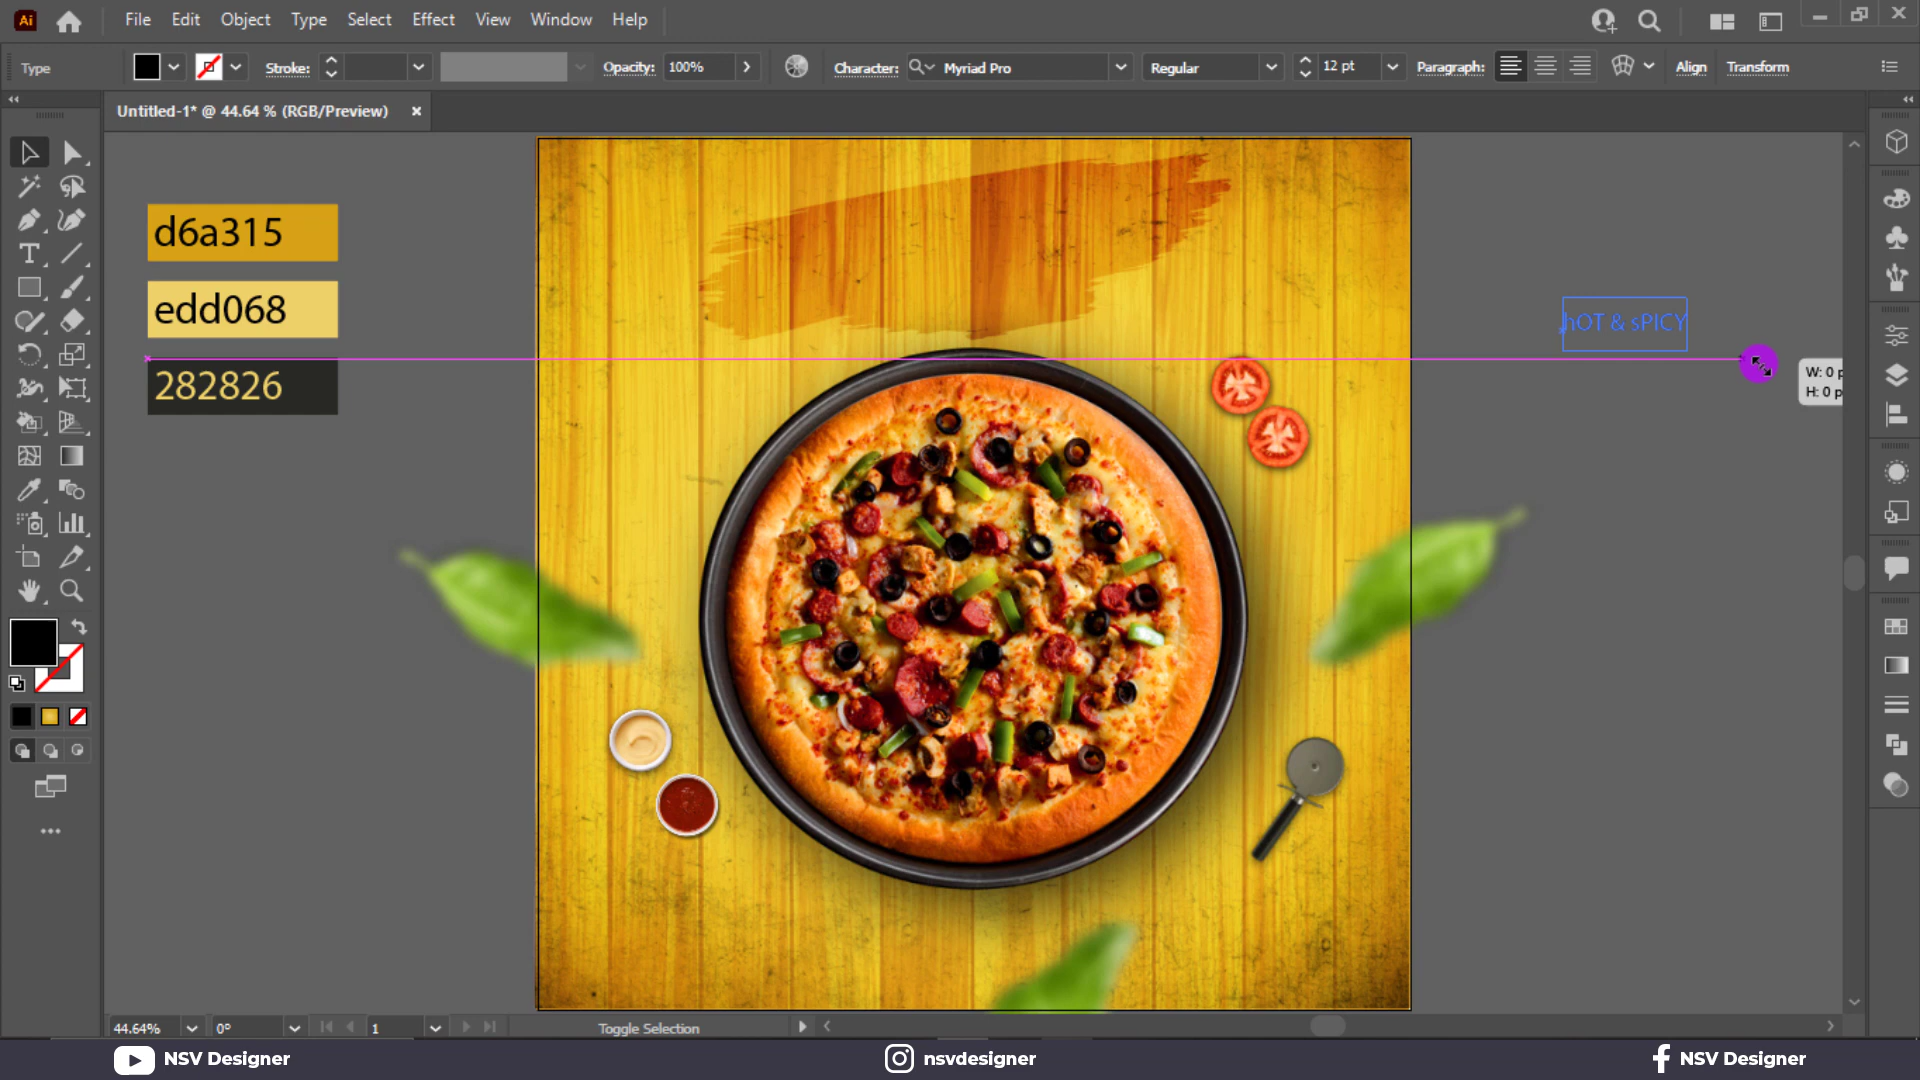 Ai File Edit Object Type Select Effect View Window Help
Type Stroke: Opacity: 100% Character: Myriad Pro Regular 12 pt Paragraph: Align Transform
Untitled-1* @ 44.64 % (RGB/Preview) ×
d6a315
edd068
282826
hOT & sPICY
W: 0 p
H: 0 p
44.64% 0° 1 Toggle Selection
NSV Designer nsvdesigner NSV Designer